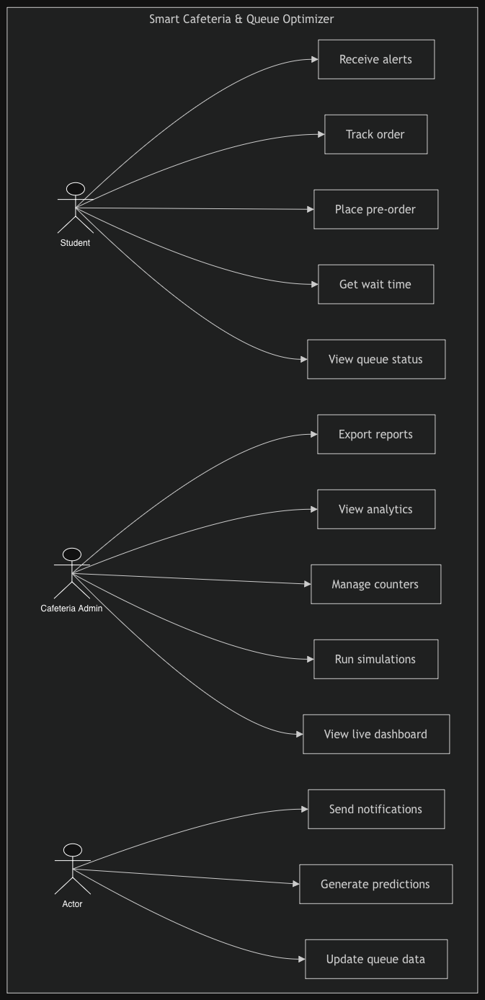 Smart Cafeteria & Queue Optimizer
Receive alerts
Track order
Place pre-order
Student
Get wait time
View queue status
Export reports
View analytics
Manage counters
Cafeteria Admin
Run simulations
View live dashboard
Send notifications
Generate predictions
Actor
Update queue data